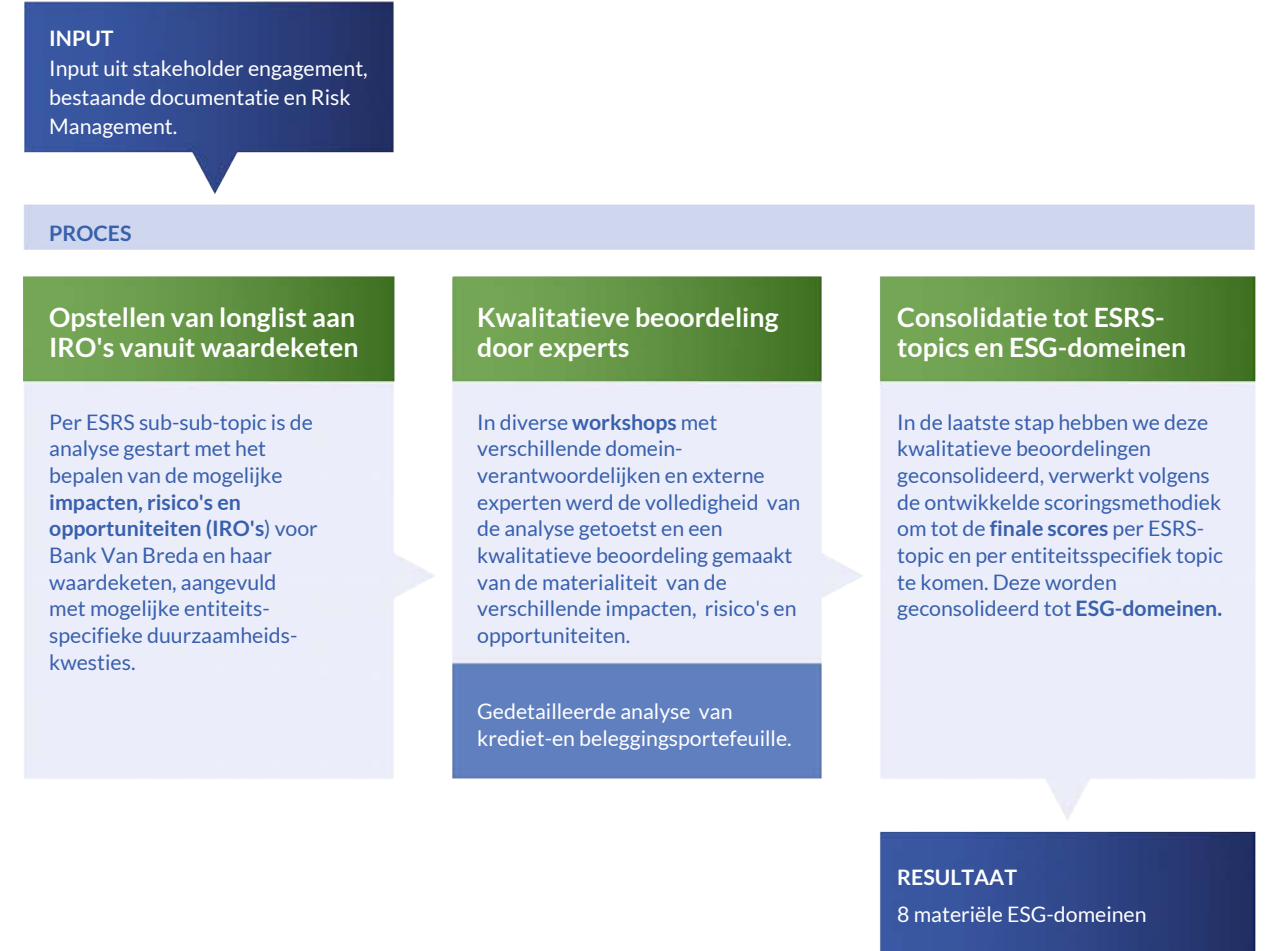 INPUT
Input uit stakeholder engagement,
bestaande documentatie en Risk
Management.
PROCES
Opstellen van longlist aan
IRO's vanuit waardeketen
Per ESRS sub-sub-topic is de
analyse gestart met het
bepalen van de mogelijke
impacten, risico's en
opportuniteiten (IRO's) voor
Bank Van Breda en haar
waardeketen, aangevuld
met mogelijke entiteits-
specifieke duurzaamheids-
kwesties.
Kwalitatieve beoordeling
door experts
In diverse workshops met
verschillende domein-
verantwoordelijken en externe
experten werd de volledigheid van
de analyse getoetst en een
kwalitatieve beoordeling gemaakt
van de materialiteit van de
verschillende impacten, risico's en
opportuniteiten.
Gedetailleerde analyse van
krediet-en beleggingsportefeuille.
Consolidatie tot ESRS-
topics en ESG-domeinen
In de laatste stap hebben we deze
kwalitatieve beoordelingen
geconsolideerd, verwerkt volgens
de ontwikkelde scoringsmethodiek
om tot de finale scores per ESRS-
topic en per entiteitsspecifiek topic
te komen. Deze worden
geconsolideerd tot ESG-domeinen.
RESULTAAT
8 materiële ESG-domeinen